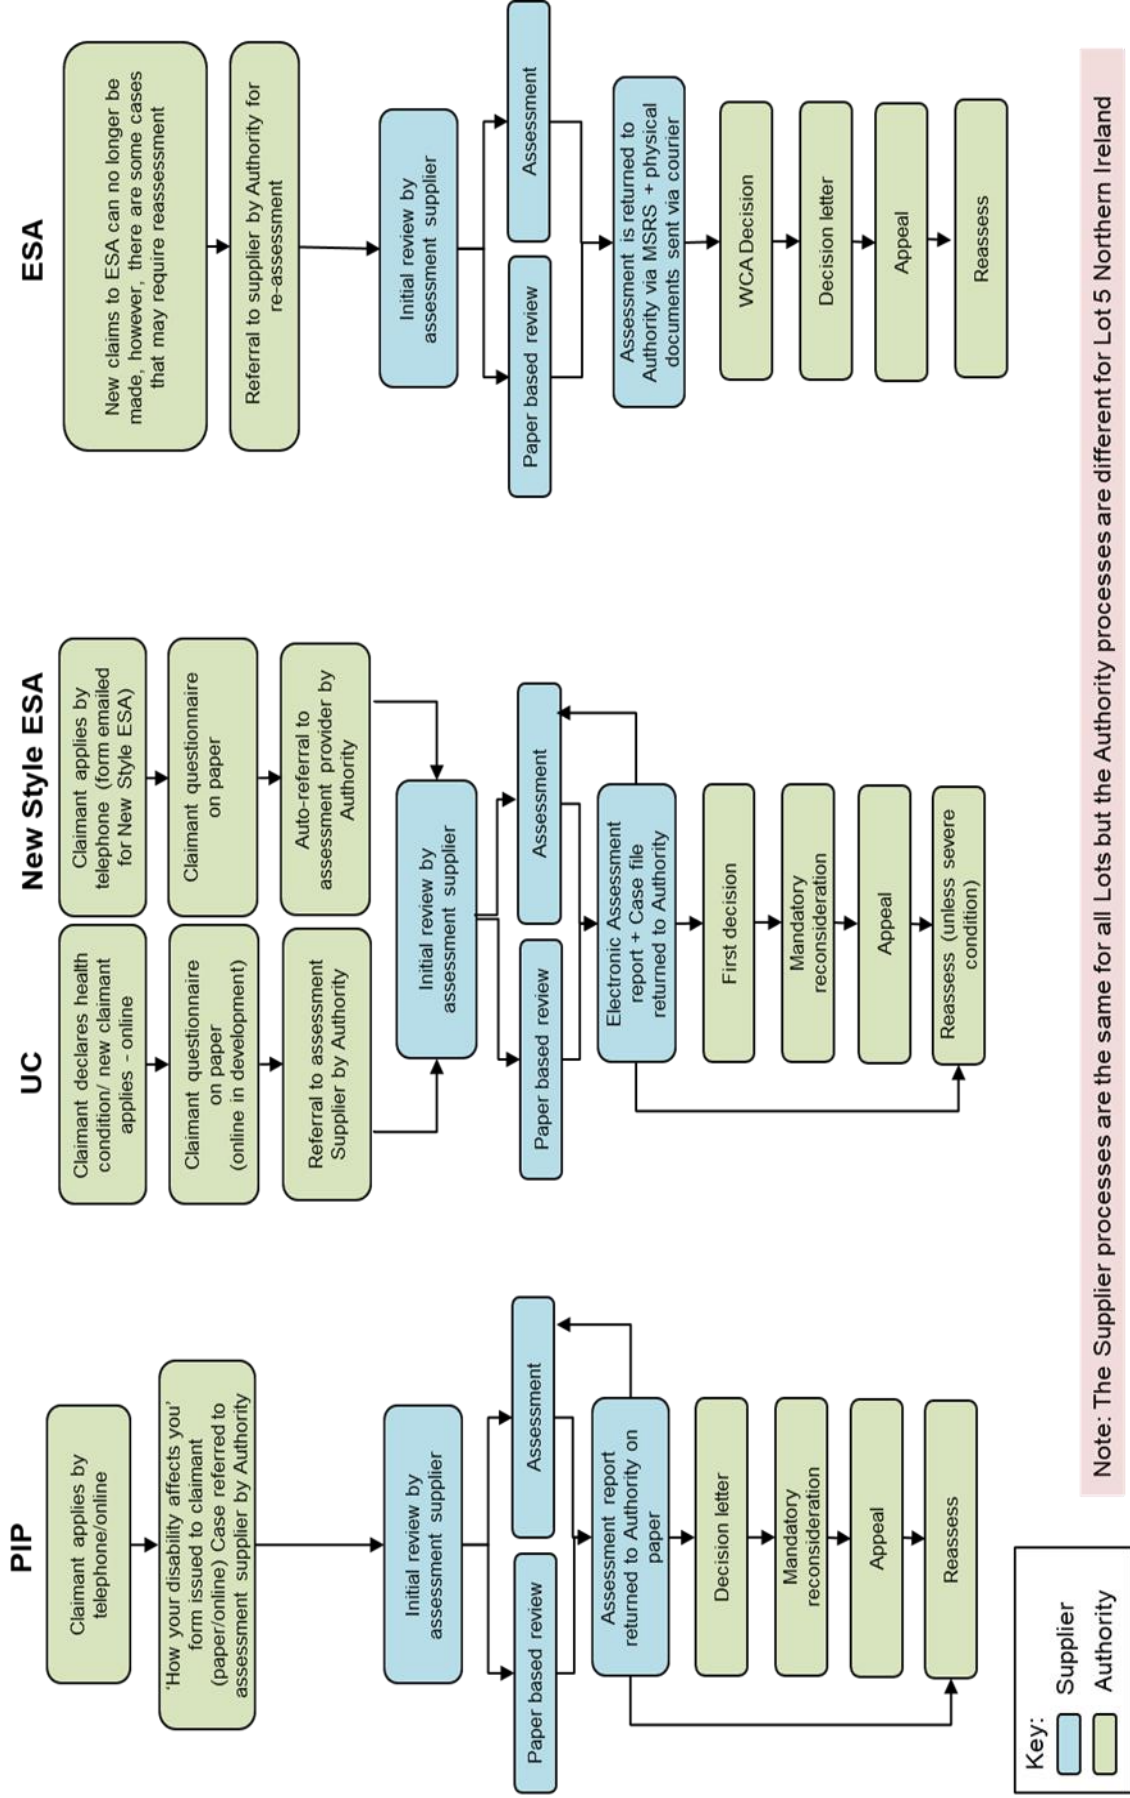 PIP
Claimant applies by
telephone/online
'How your disability affects you'
form issued to claimant
(paper/online) Case referred to
assessment supplier by Authority
Initial review by
assessment supplier
Paper based review
Assessment
Assessment report
returned to Authority on
paper
Decision letter
Mandatory
reconsideration
Appeal
Reassess
UC
New Style ESA
Claimant declares health
condition/ new claimant
applies - online
Claimant questionnaire
on paper
(online in development)
Referral to assessment
Supplier by Authority
Claimant applies by
telephone (form emailed
for New Style ESA)
Claimant questionnaire
on paper
Auto-referral to
assessment provider by
Authority
Initial review by
assessment supplier
Paper based review
Assessment
Electronic Assessment
report + Case file
returned to Authority
First decision
Mandatory
reconsideration
Appeal
Reassess (unless severe
condition)
ESA
New claims to ESA can no longer be
made, however, there are some cases
that may require reassessment
Referral to supplier by Authority for
re-assessment
Initial review by
assessment supplier
Paper based review
Assessment
Assessment is returned to
Authority via MSRS + physical
documents sent via courier
WCA Decision
Decision letter
Appeal
Reassess
Key:
Supplier
Authority
Note: The Supplier processes are the same for all Lots but the Authority processes are different for Lot 5 Northern Ireland